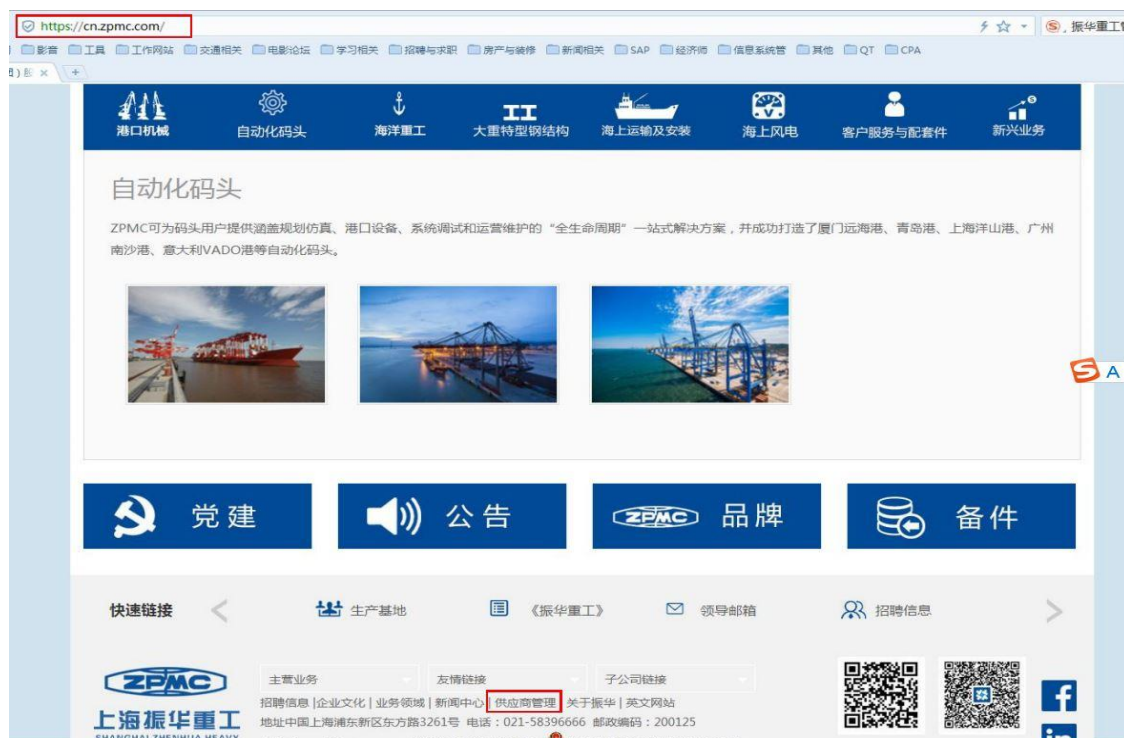 https://cn.zpmc.com/
振华重工
影音 工具 工作网站 交通相关 电影论坛 学习相关 招聘与求职 房产与装修 新闻相关 SAP 经济师 信息系统管 其他 QT CPA
港口机械 自动化码头 海洋重工 大重特型钢结构 海上运输及安装 海上风电 客户服务与配套件 新兴业务
自动化码头
ZPMC可为码头用户提供涵盖规划仿真、港口设备、系统调试和运营维护的“全生命周期”一站式解决方案，并成功打造了厦门远海港、青岛港、上海洋山港、广州
南沙港、意大利VADO港等自动化码头。
A
党建 公告 ZPMC 品牌 备件
快速链接 生产基地 《振华重工》 领导邮箱 招聘信息
主营业务 友情链接 子公司链接
ZPMC
招聘信息 |企业文化 | 业务领域 | 新闻中心 | 供应商管理 | 关于振华 | 英文网站
上海振华重工
地址中国上海浦东新区东方路3261号 电话：021-58396666 邮政编码：200125
SHANGHAI ZHENHUA HEAVY